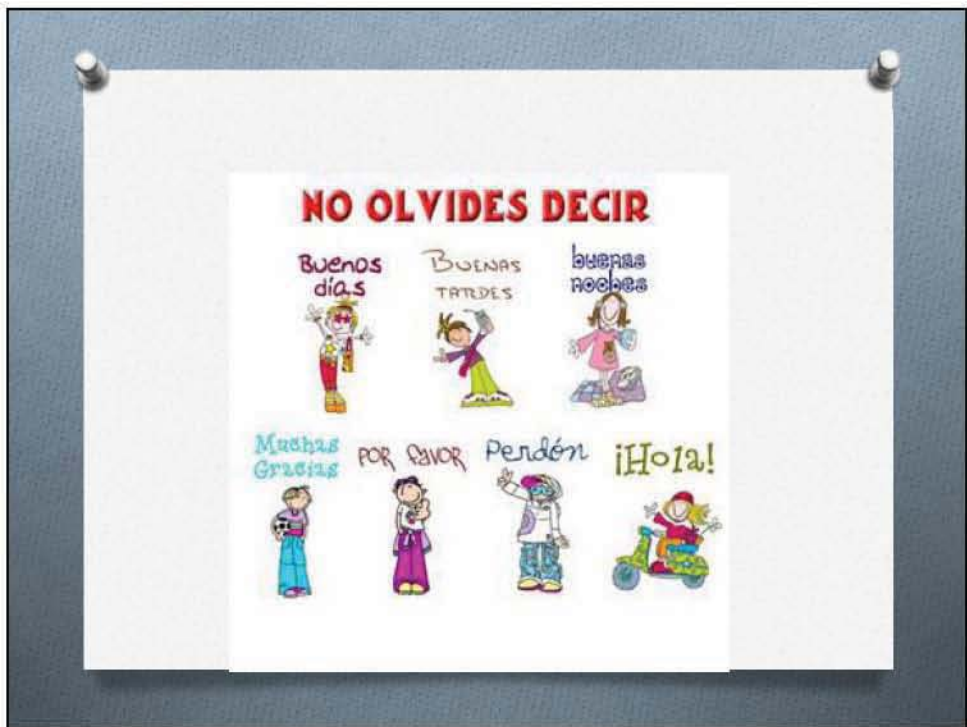 NO OLVIDES DECIR
Buenos
días
BUENAS
TARDES
buenas
noches
Muchas
Gracias
POR FAVOR
Perdón
¡Hola!